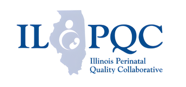 IL PQC
Illinois Perinatal
Quality Collaborative